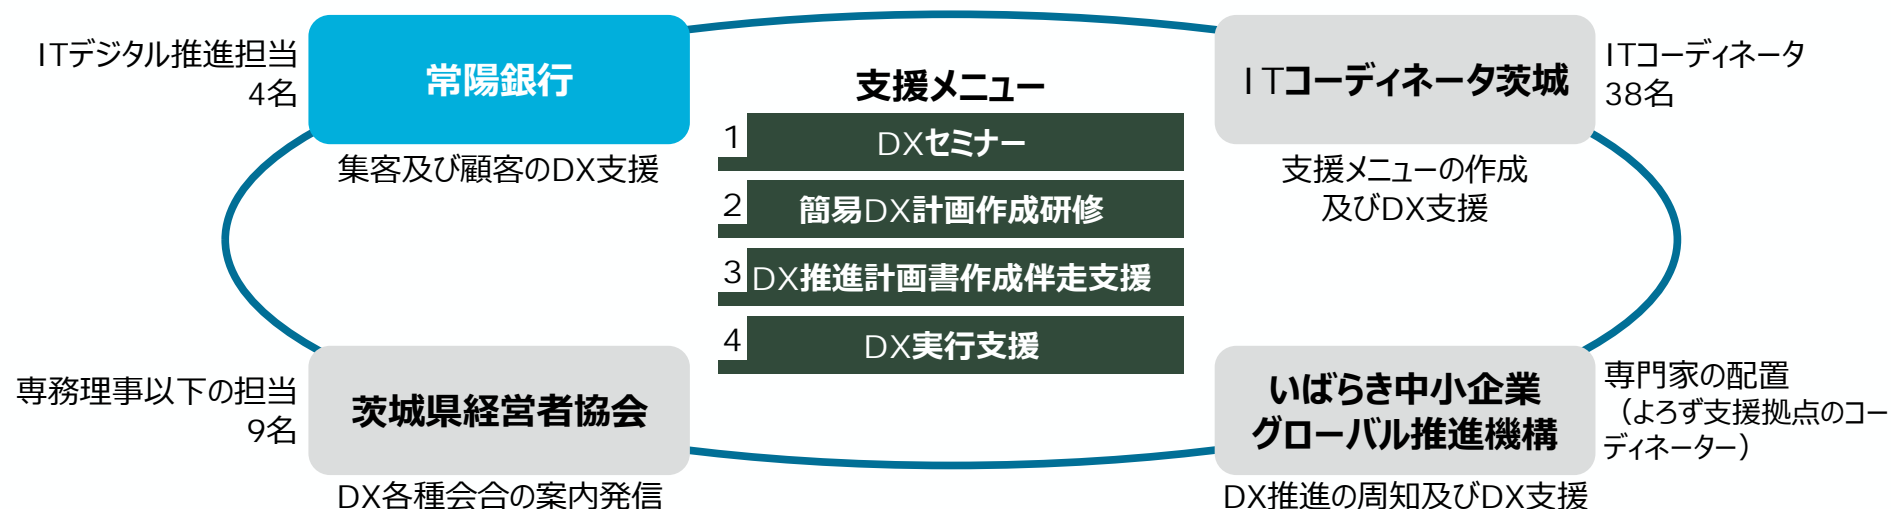 ITデジタル推進担当
4名
常陽銀行
集客及び顧客のDX支援
支援メニュー
1
DXセミナー
2
簡易DX計画作成研修
3
DX推進計画書作成伴走支援
4
DX実行支援
ITコーディネータ茨城
ITコーディネータ
38名
支援メニューの作成
及びDX支援
専務理事以下の担当
9名
茨城県経営者協会
DX各種会合の案内発信
いばらき中小企業
グローバル推進機構
専門家の配置
（よろず支援拠点のコー
ディネーター）
DX推進の周知及びDX支援